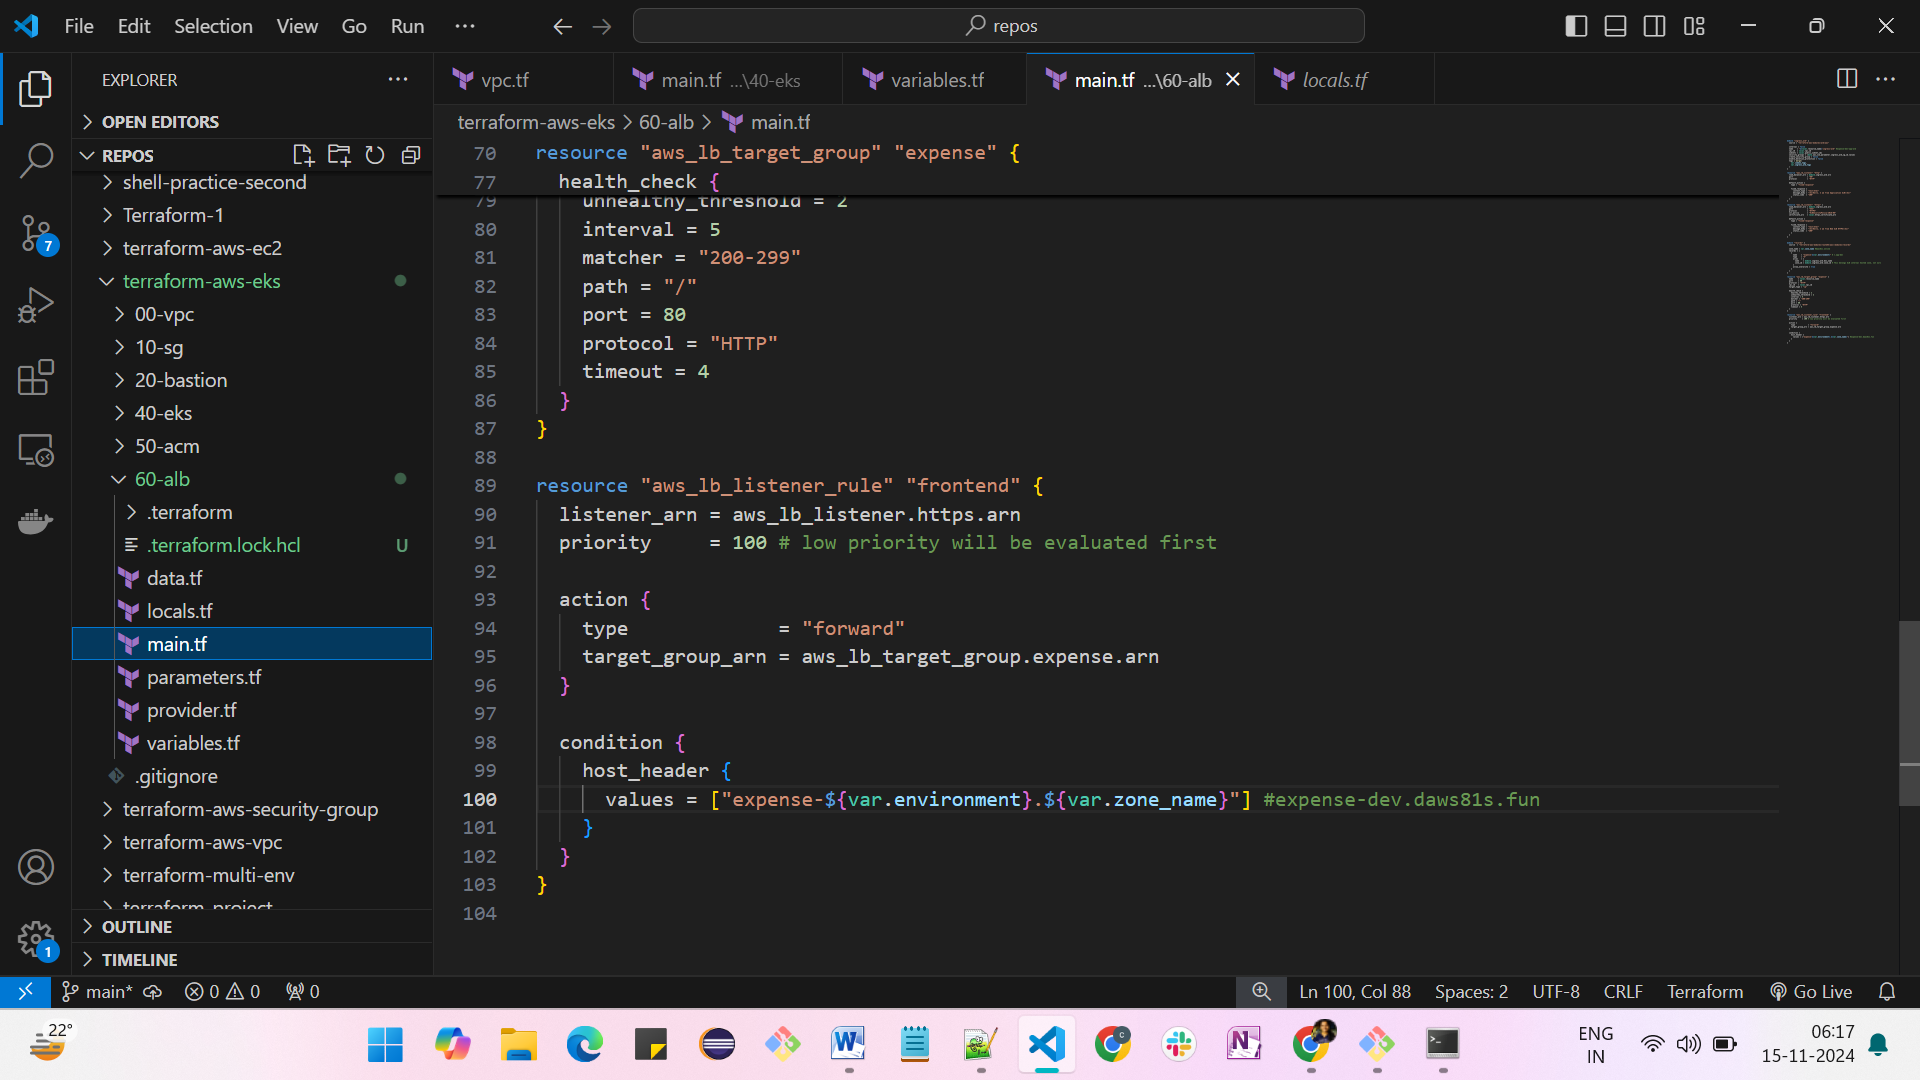 File Edit Selection View Go Run ··· repos
EXPLORER
OPEN EDITORS
REPOS
shell-practice-second
Terraform-1
terraform-aws-ec2
terraform-aws-eks
00-vpc
10-sg
20-bastion
40-eks
50-acm
60-alb
.terraform
.terraform.lock.hcl U
data.tf
locals.tf
main.tf
parameters.tf
provider.tf
variables.tf
.gitignore
terraform-aws-security-group
terraform-aws-vpc
terraform-multi-env
terraform-project
OUTLINE
TIMELINE
7
1
vpc.tf main.tf ...\40-eks variables.tf main.tf ...\60-alb locals.tf
terraform-aws-eks > 60-alb > main.tf
70 resource "aws_lb_target_group" "expense" {
77 health_check {
79 unhealthy_threshold = 2
80 interval = 5
81 matcher = "200-299"
82 path = "/"
83 port = 80
84 protocol = "HTTP"
85 timeout = 4
86 }
87 }
88
89 resource "aws_lb_listener_rule" "frontend" {
90 listener_arn = aws_lb_listener.https.arn
91 priority     = 100 # low priority will be evaluated first
92
93 action {
94 type             = "forward"
95 target_group_arn = aws_lb_target_group.expense.arn
96 }
97
98 condition {
99 host_header {
100 values = ["expense-${var.environment}.${var.zone_name}"] #expense-dev.daws81s.fun
101 }
102 }
103 }
104
main* 0 0 0 Ln 100, Col 88 Spaces: 2 UTF-8 CRLF Terraform Go Live
22° ENG IN 06:17 15-11-2024